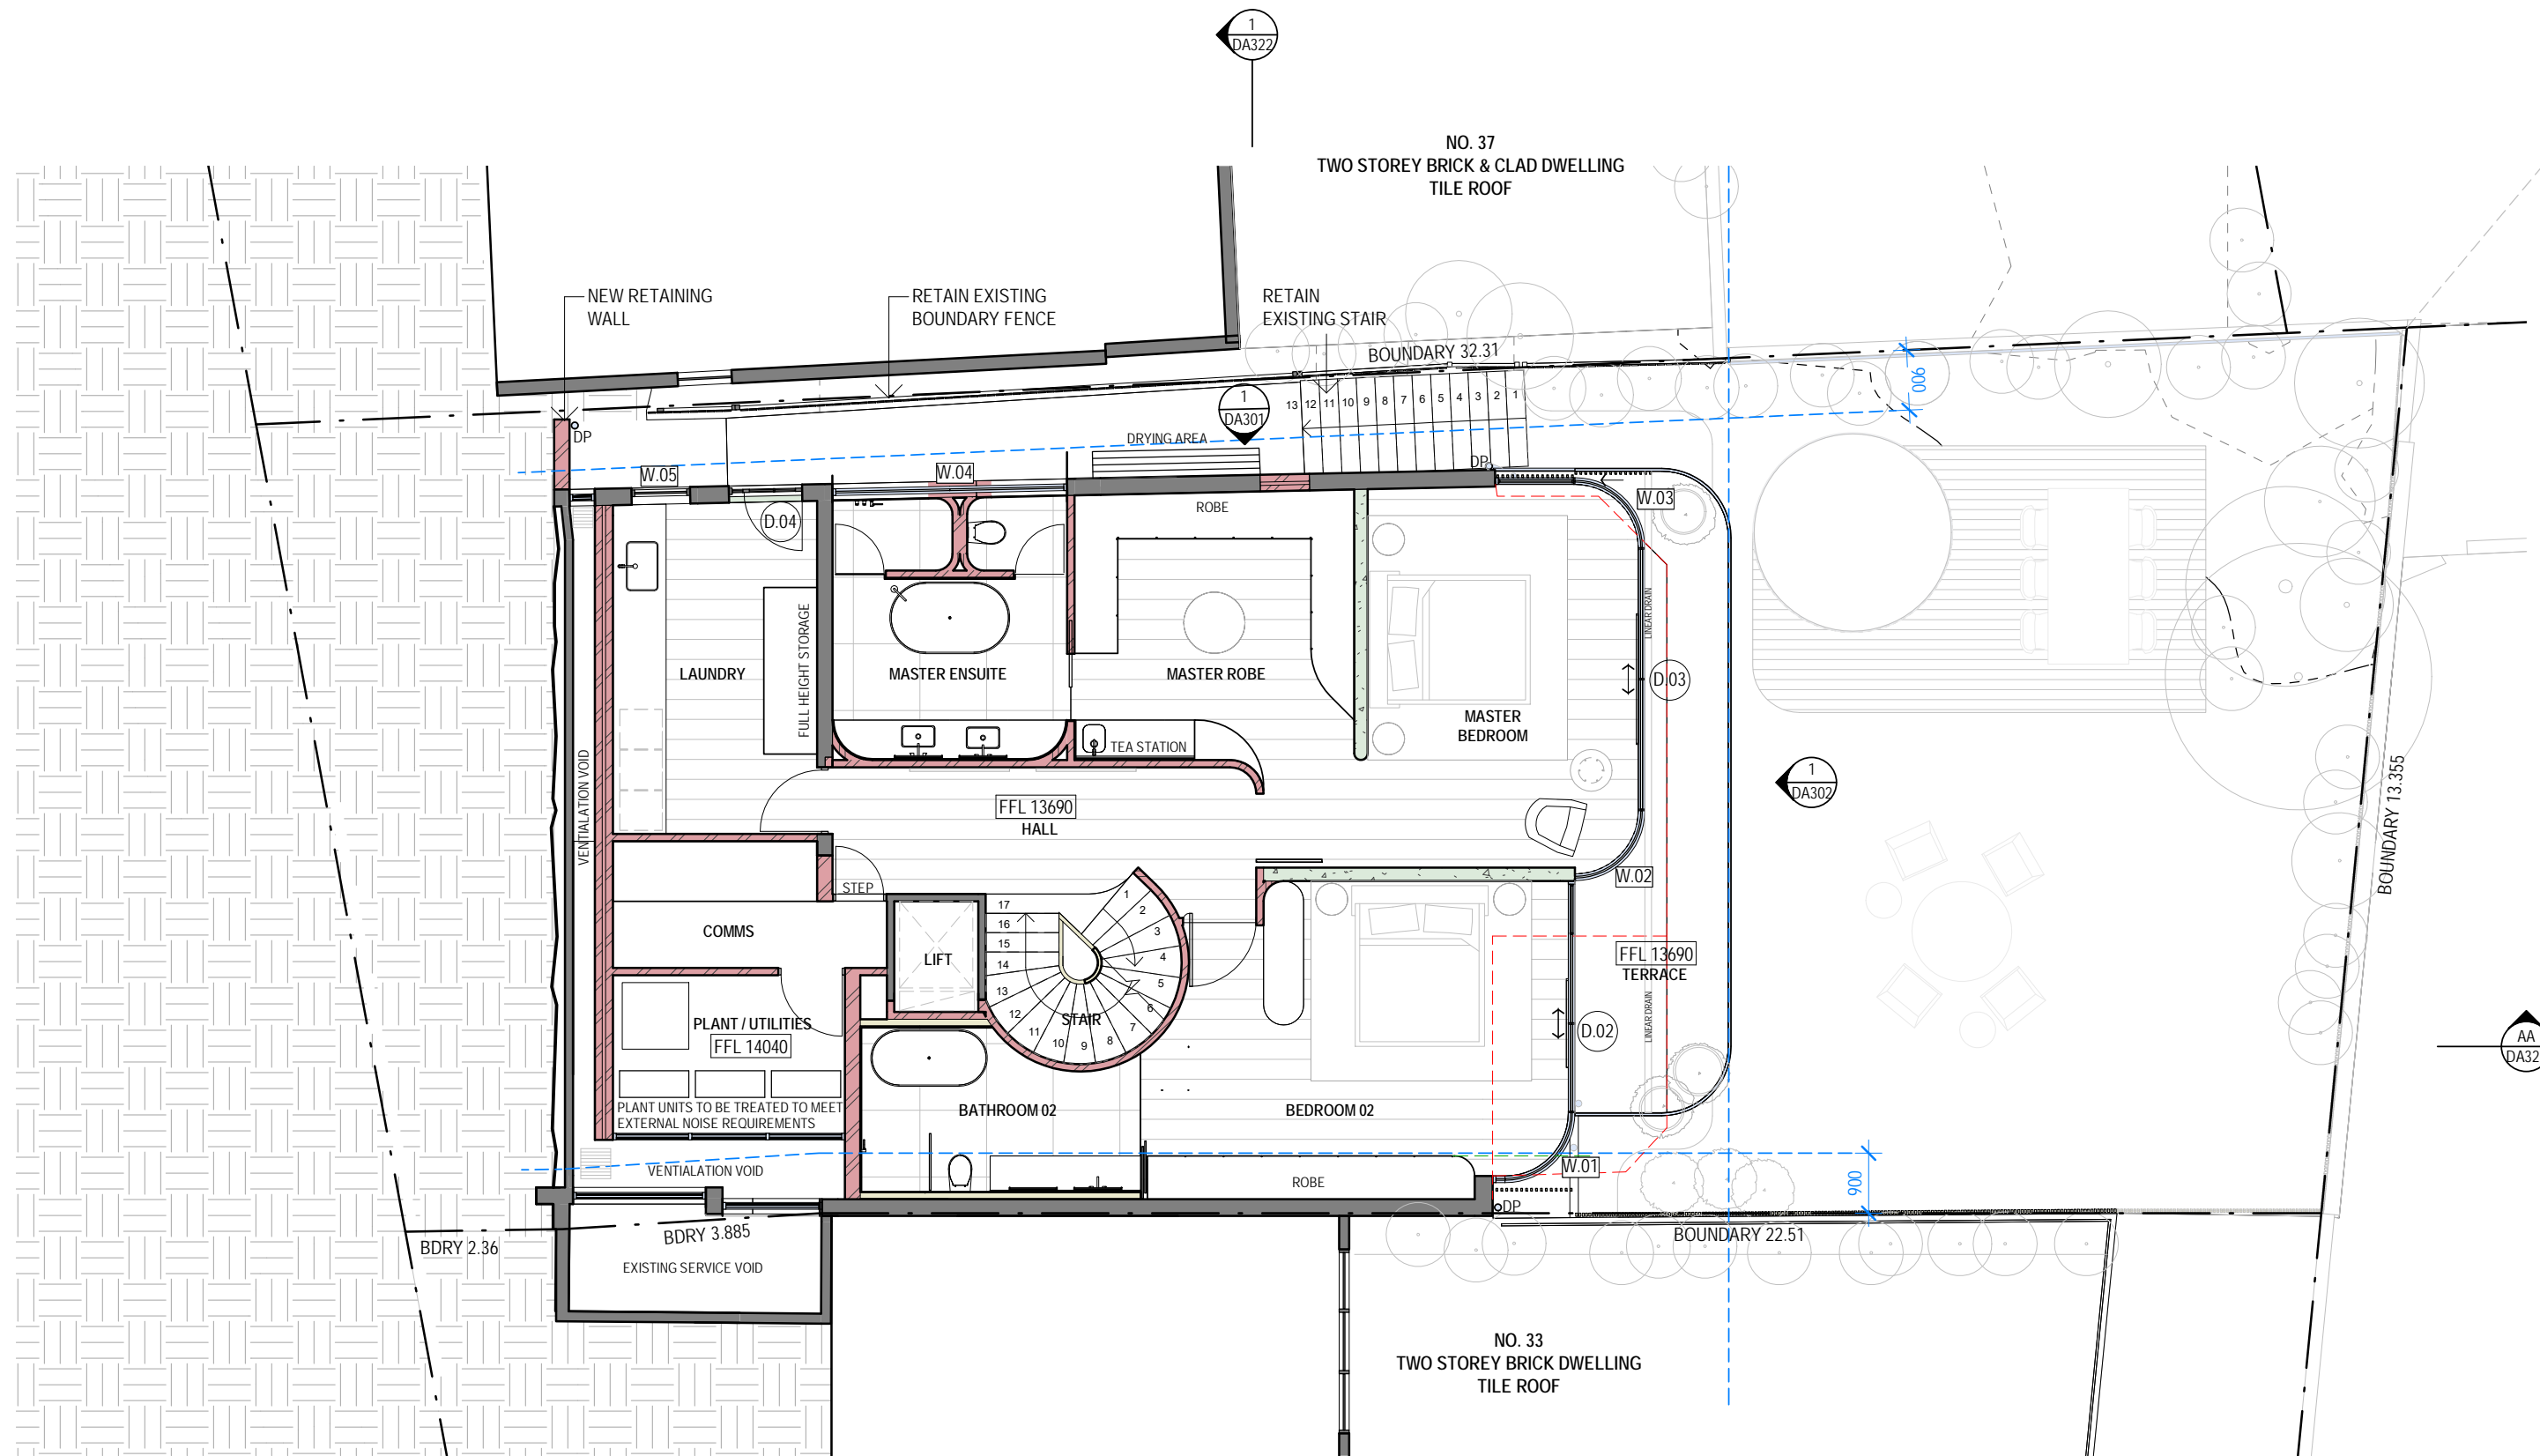 1
DA322
NO. 37
TWO STOREY BRICK & CLAD DWELLING
TILE ROOF
NEW RETAINING
WALL
RETAIN EXISTING
BOUNDARY FENCE
RETAIN
EXISTING STAIR
BOUNDARY 32.31
900
1
DA301
13 12 11 10 9 8 7 6 5 4 3 2 1
DP
DRYING AREA
DP
W.05
W.04
W.03
D.04
ROBE
LINEAR DRAIN
FULL HEIGHT STORAGE
LAUNDRY
MASTER ENSUITE
MASTER ROBE
D.03
MASTER
BEDROOM
TEA STATION
VENTIALATION VOID
1
DA302
FFL 13690
HALL
BOUNDARY 13.355
STEP
W.02
COMMS
LIFT
17
16
15
14
13
12
11
10
9
8
7
6
5
4
3
2
1
STAIR
FFL 13690
TERRACE
LINEAR DRAIN
PLANT / UTILITIES
FFL 14040
D.02
AA
DA32
PLANT UNITS TO BE TREATED TO MEET
EXTERNAL NOISE REQUIREMENTS
BATHROOM 02
BEDROOM 02
VENTIALATION VOID
W.01
ROBE
900
DP
BDRY 2.36
BDRY 3.885
BOUNDARY 22.51
EXISTING SERVICE VOID
NO. 33
TWO STOREY BRICK DWELLING
TILE ROOF